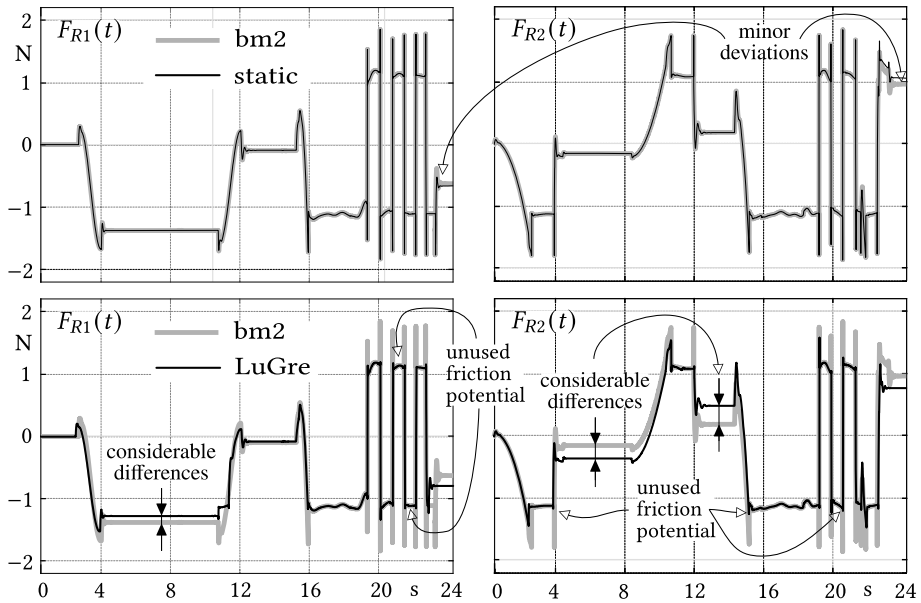 2
N
1
0
−1
−2
F_{R1}(t)
bm2
static
F_{R2}(t)
minor
deviations
2
N
1
0
−1
−2
F_{R1}(t)
bm2
LuGre
considerable
differences
unused
friction
potential
0
4
8
12
16
20
s
24
F_{R2}(t)
considerable
differences
unused
friction
potential
0
4
8
12
16
20
s
24